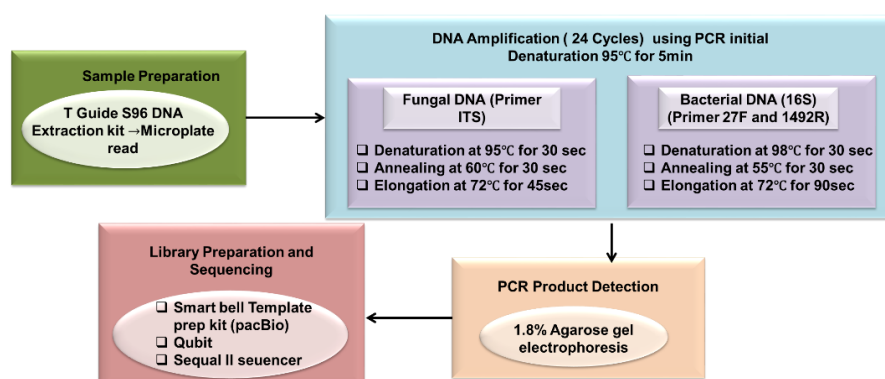 Sample Preparation
T Guide S96 DNA
Extraction kit →Microplate
read
DNA Amplification ( 24 Cycles)  using PCR initial
Denaturation 95℃ for 5min
Fungal DNA (Primer
ITS)
❑ Denaturation at 95℃ for 30 sec
❑ Annealing at 60℃ for 30 sec
❑ Elongation at 72℃ for 45sec
Bacterial DNA (16S)
(Primer 27F and 1492R)
❑ Denaturation at 98℃ for 30 sec
❑ Annealing at 55℃ for 30 sec
❑ Elongation at 72℃ for 90sec
PCR Product Detection
1.8% Agarose gel
electrophoresis
Library Preparation and
Sequencing
❑ Smart bell Template
prep kit (pacBio)
❑ Qubit
❑ Sequal II seuencer